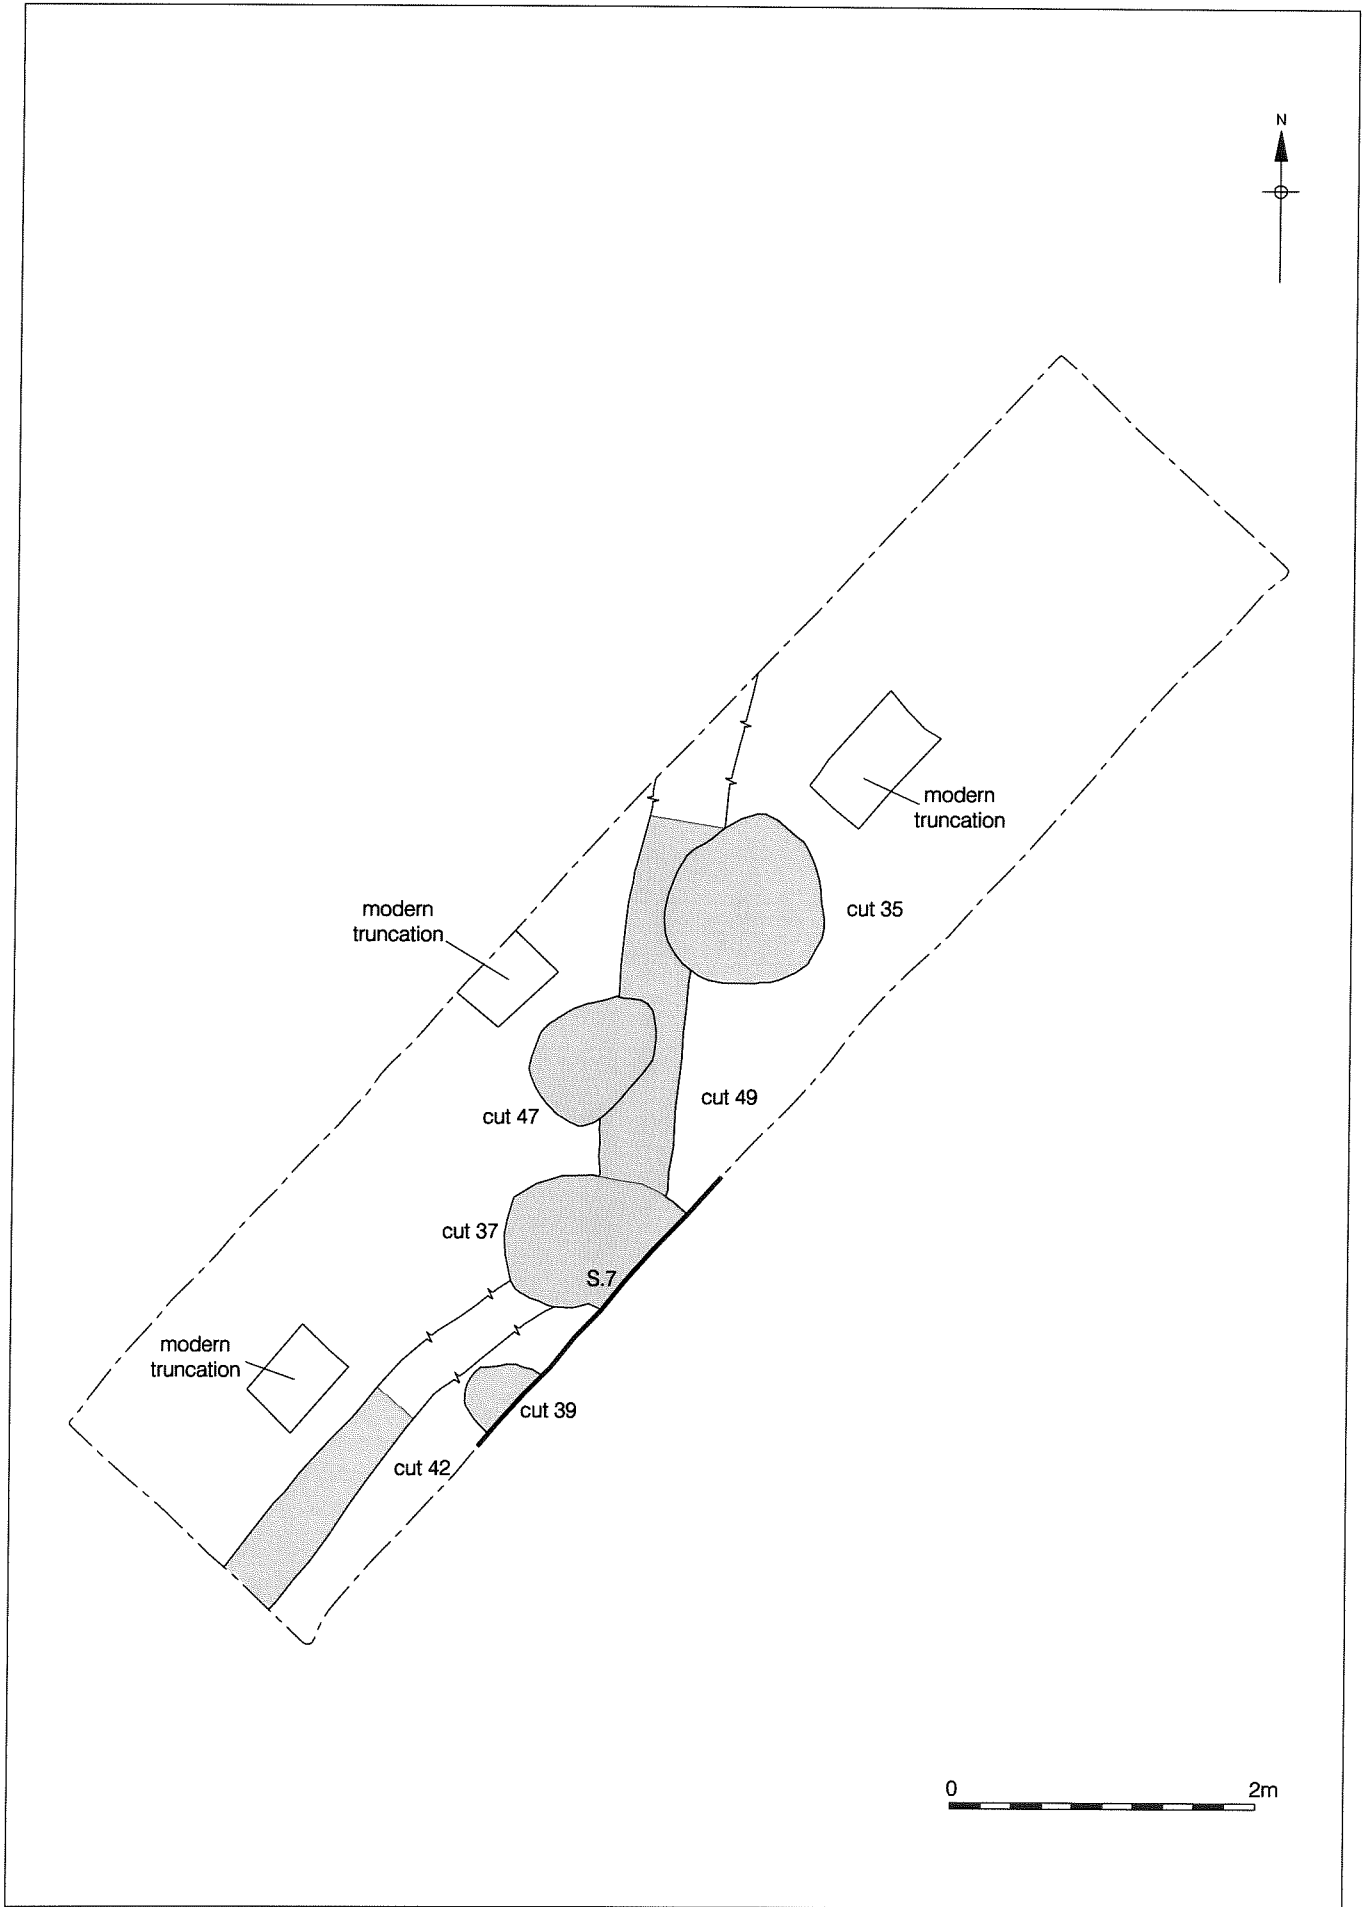 N
modern
truncation
cut 35
modern
truncation
cut 49
cut 47
cut 37
S.7
modern
truncation
cut 39
cut 42
0 2m